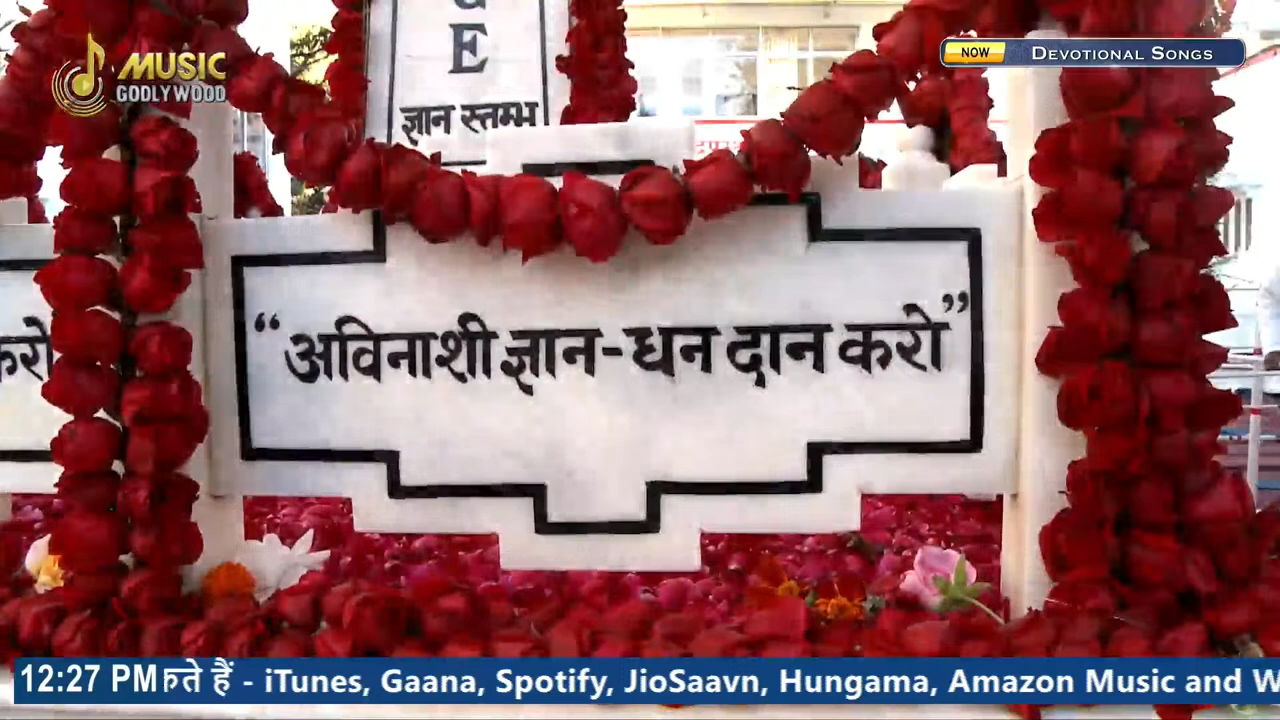 E
ज्ञान स्तम्भ
MUSIC
GODLYWOOD
NOW
DEVOTIONAL SONGS
“अविनाशी ज्ञान-धन दान करो”
करो
12:27 PM
ते हैं - iTunes, Gaana, Spotify, JioSaavn, Hungama, Amazon Music and W